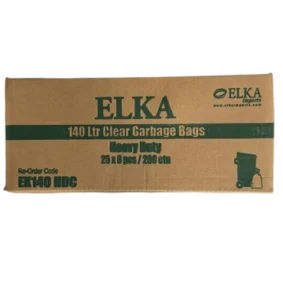 ELKA
imports
www.elkaimports.com
ELKA
140 Ltr Clear Garbage Bags
Heavy Duty
25 x 8 pcs / 200 ctn
Re-Order Code
EK140 HDC